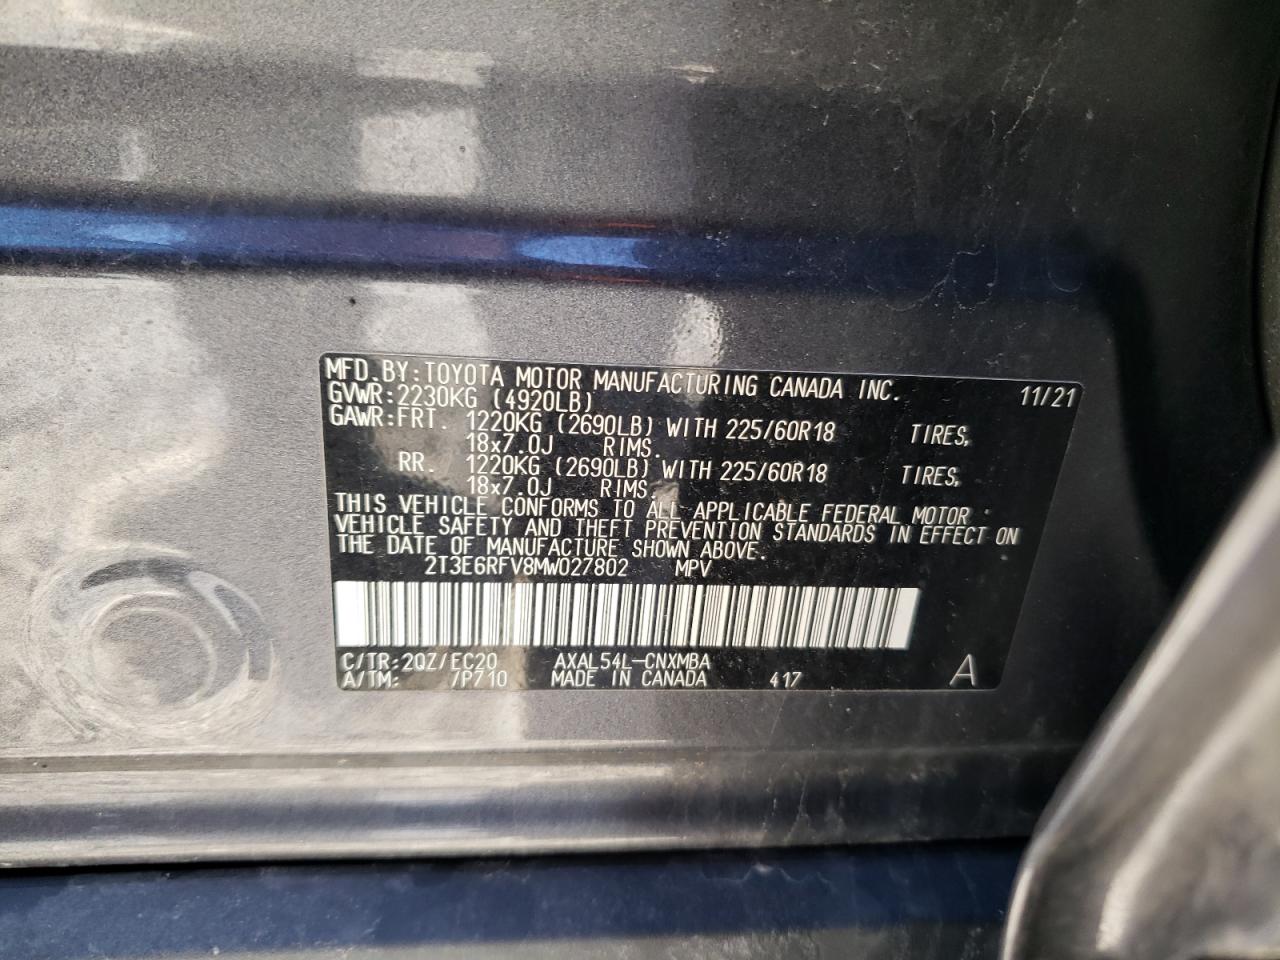 MFD.BY:TOYOTA MOTOR MANUFACTURING CANADA INC. 11/21
GVWR:2230KG (4920LB)
GAWR:FRT. 1220KG (2690LB) WITH 225/60R18 TIRES,
18x7.0J RIMS.
RR. 1220KG (2690LB) WITH 225/60R18 TIRES,
18x7.0J RIMS.
THIS VEHICLE CONFORMS TO ALL APPLICABLE FEDERAL MOTOR
VEHICLE SAFETY AND THEFT PREVENTION STANDARDS IN EFFECT ON
THE DATE OF MANUFACTURE SHOWN ABOVE.
2T3E6RFV8MW027802 MPV
C/TR:2QZ/EC20 AXAL54L-CNXMBA
A/TM: /P710 MADE IN CANADA 417 A